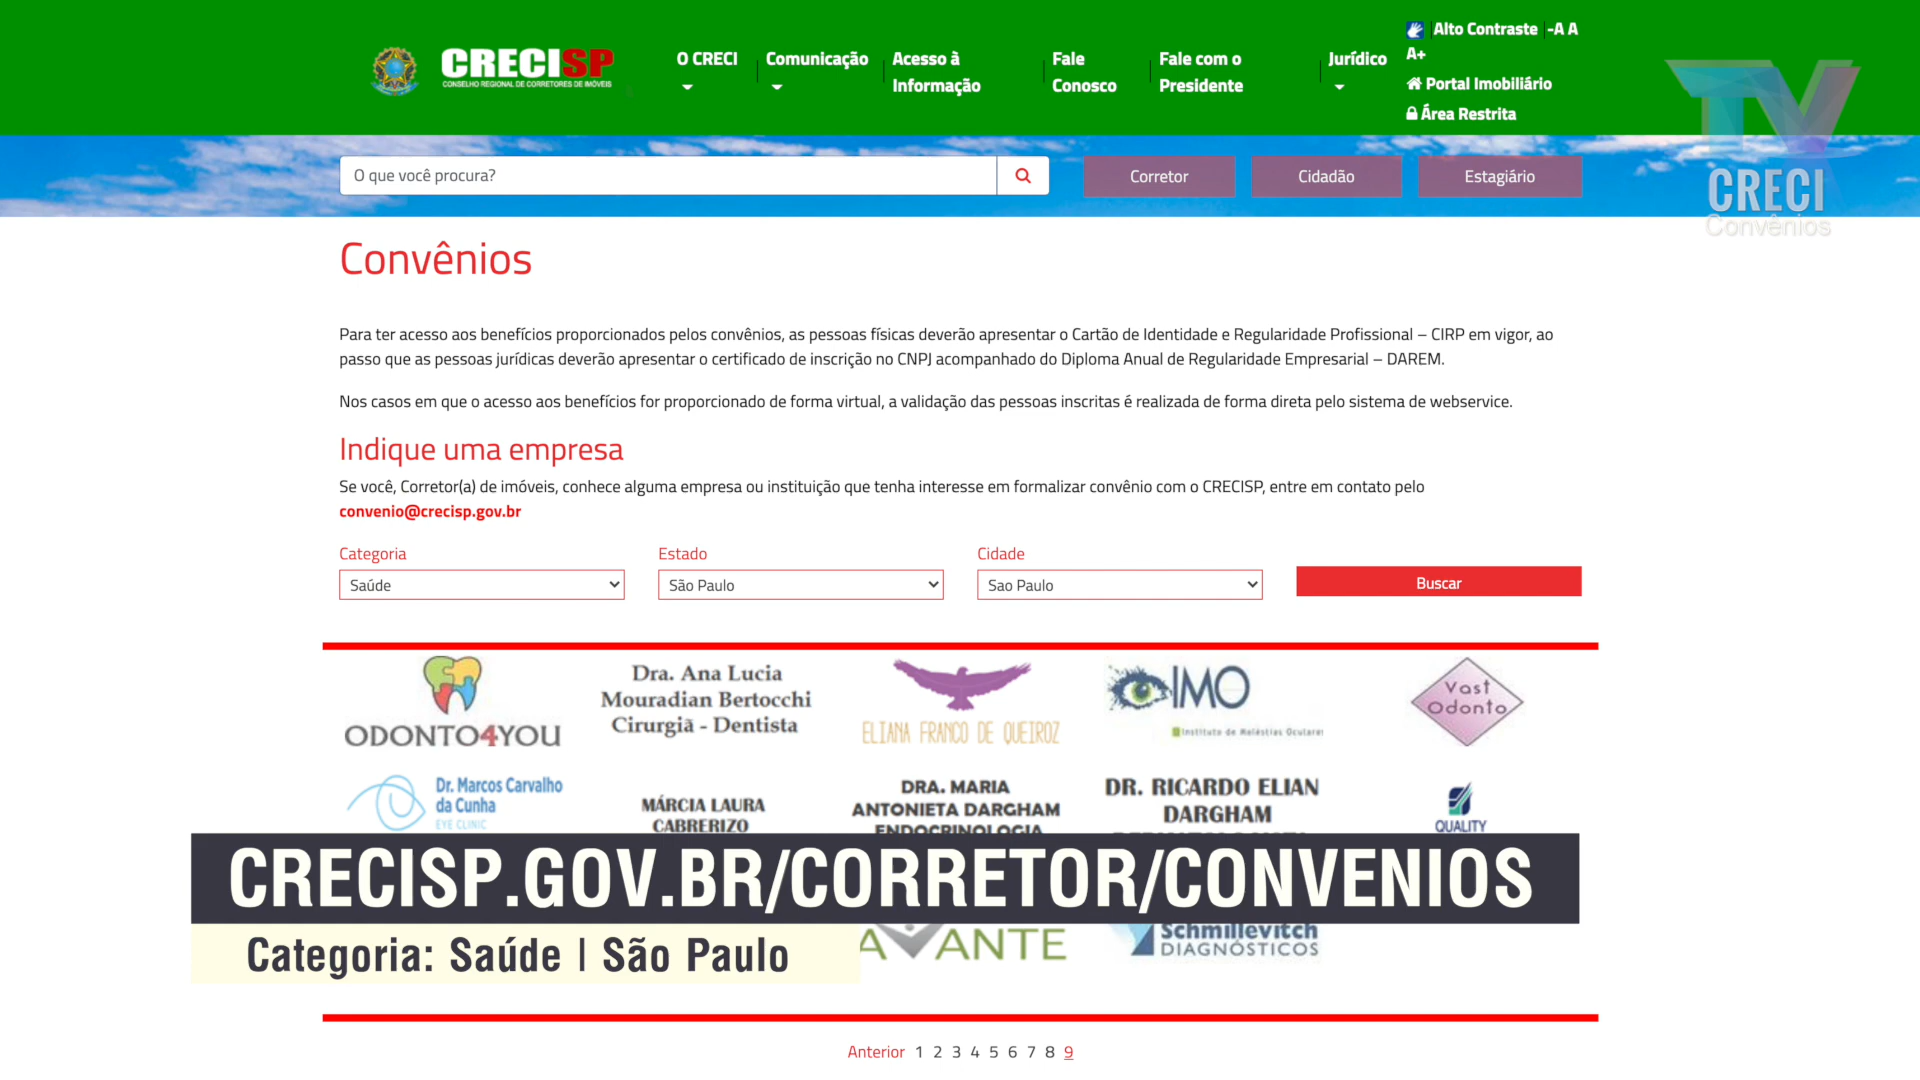 Alto Contraste -A A
A+
Portal Imobiliário
Área Restrita
CRECISP
CONSELHO REGIONAL DE CORRETORES DE IMÓVEIS
O CRECI
Comunicação
Acesso à
Informação
Fale
Conosco
Fale com o
Presidente
Jurídico
TV
CRECI
Convênios
O que você procura?
Corretor
Cidadão
Estagiário
Convênios
Para ter acesso aos benefícios proporcionados pelos convênios, as pessoas físicas deverão apresentar o Cartão de Identidade e Regularidade Profissional – CIRP em vigor, ao
passo que as pessoas jurídicas deverão apresentar o certificado de inscrição no CNPJ acompanhado do Diploma Anual de Regularidade Empresarial – DAREM.
Nos casos em que o acesso aos benefícios for proporcionado de forma virtual, a validação das pessoas inscritas é realizada de forma direta pelo sistema de webservice.
Indique uma empresa
Se você, Corretor(a) de imóveis, conhece alguma empresa ou instituição que tenha interesse em formalizar convênio com o CRECISP, entre em contato pelo
convenio@crecisp.gov.br
Categoria
Estado
Cidade
Saúde
São Paulo
Sao Paulo
Buscar
ODONTO4YOU
Dra. Ana Lucia
Mouradian Bertocchi
Cirurgiã - Dentista
ELIANA FRANCO DE QUEIROZ
IMO
Instituto de Moléstias Oculares
Vast
Odonto
Dr. Marcos Carvalho
da Cunha
EYE CLINIC
MÁRCIA LAURA
CABRERIZO
DRA. MARIA
ANTONIETA DARGHAM
ENDOCRINOLOGIA
DR. RICARDO ELIAN
DARGHAM
QUALITY
CRECISP.GOV.BR/CORRETOR/CONVENIOS
Categoria: Saúde | São Paulo
AVANTE
Schmillevitch
DIAGNÓSTICOS
Anterior 1 2 3 4 5 6 7 8 9